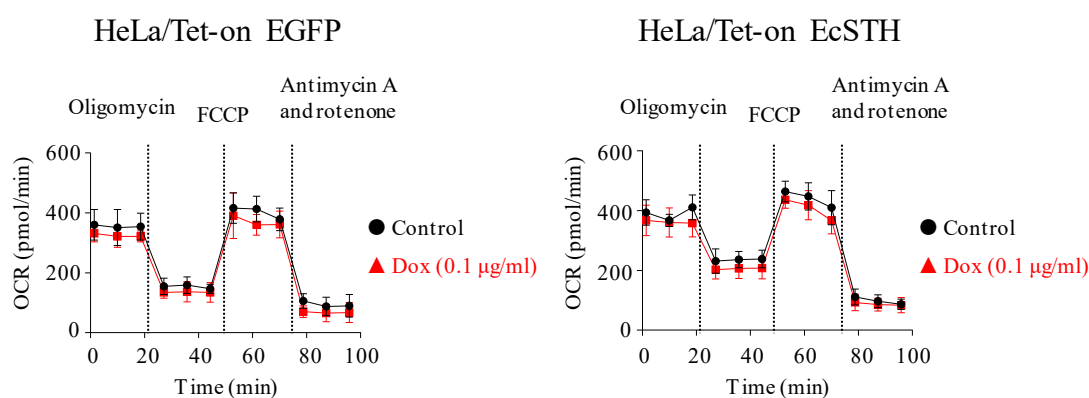 HeLa/Tet-on EGFP
Oligomycin
FCCP
Antimycin A
and rotenone
OCR (pmol/min)
600
400
200
0
0 20 40 60 80 100
Time (min)
Control
Dox (0.1 μg/ml)
HeLa/Tet-on EcSTH
Oligomycin
FCCP
Antimycin A
and rotenone
OCR (pmol/min)
600
400
200
0
0 20 40 60 80 100
Time (min)
Control
Dox (0.1 μg/ml)